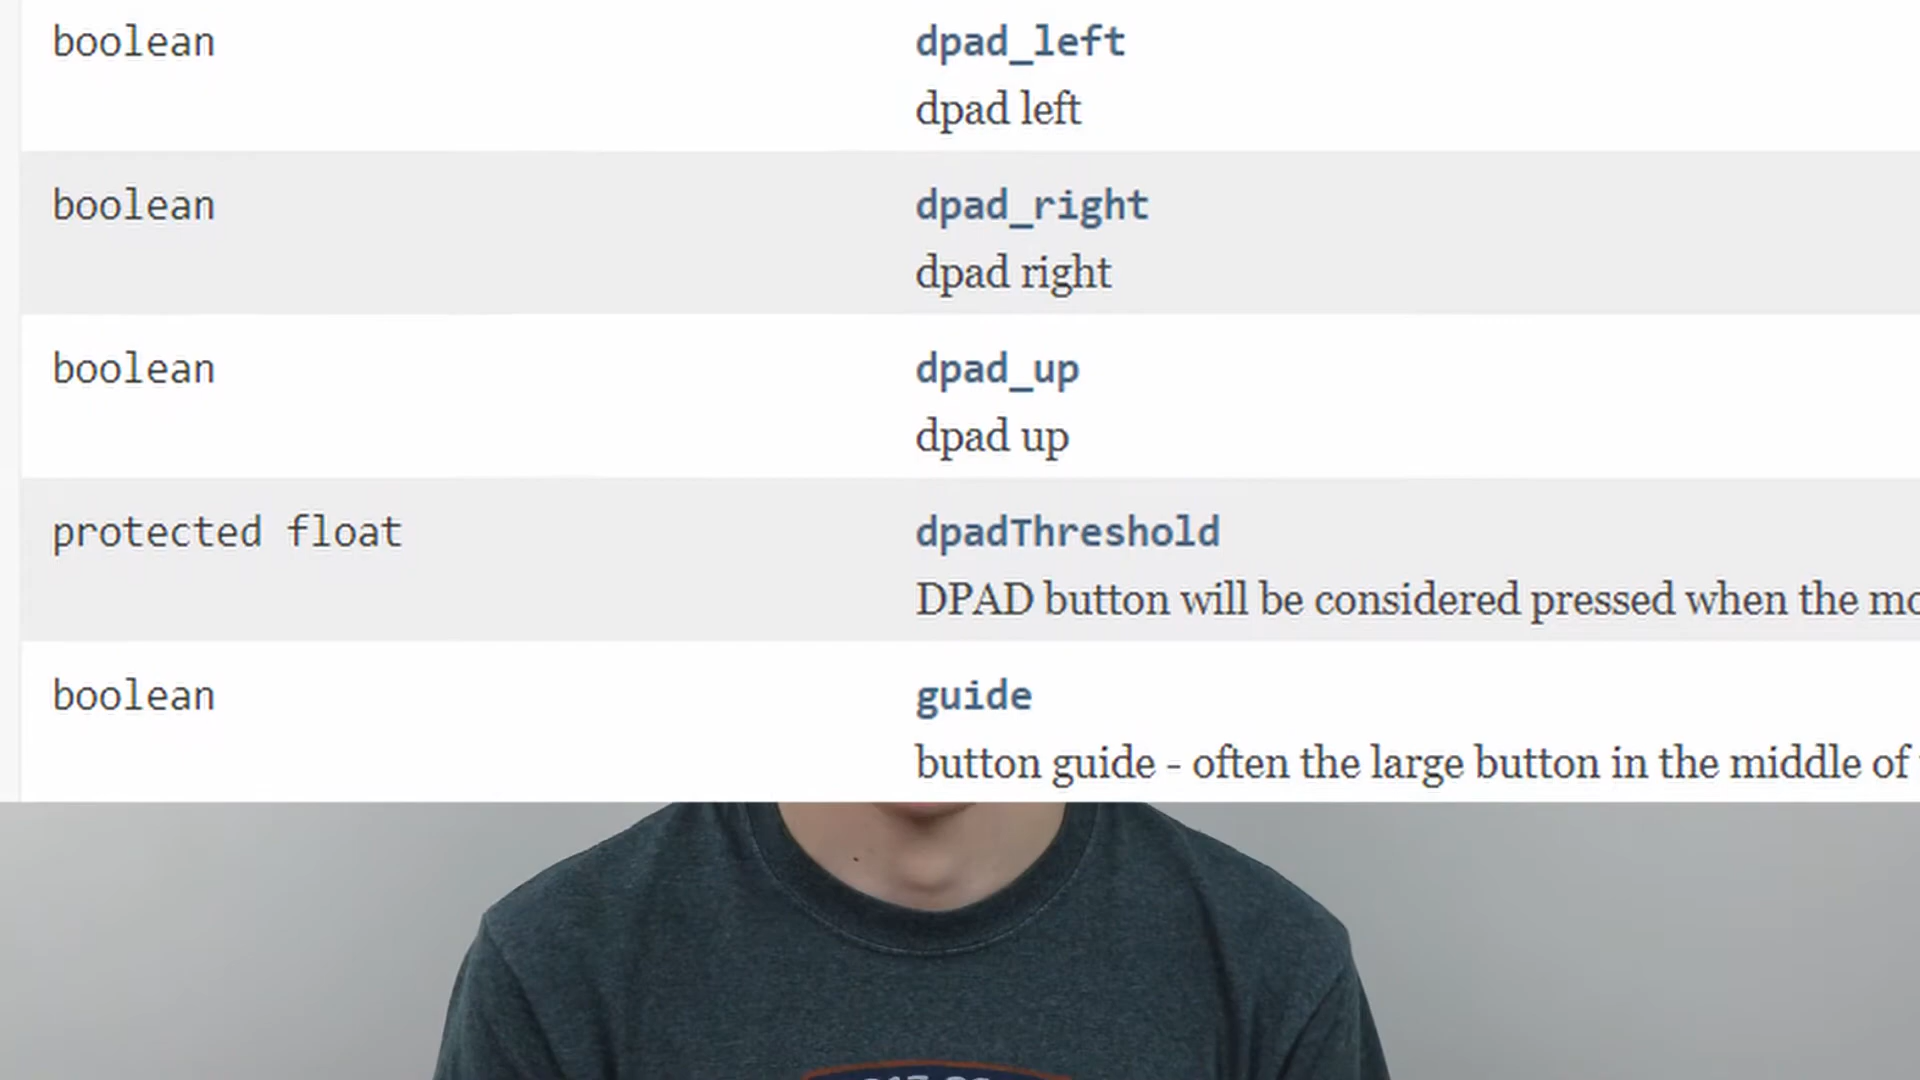 boolean dpad_left
dpad left
boolean dpad_right
dpad right
boolean dpad_up
dpad up
protected float dpadThreshold
DPAD button will be considered pressed when the
boolean guide
button guide - often the large button in the middle of